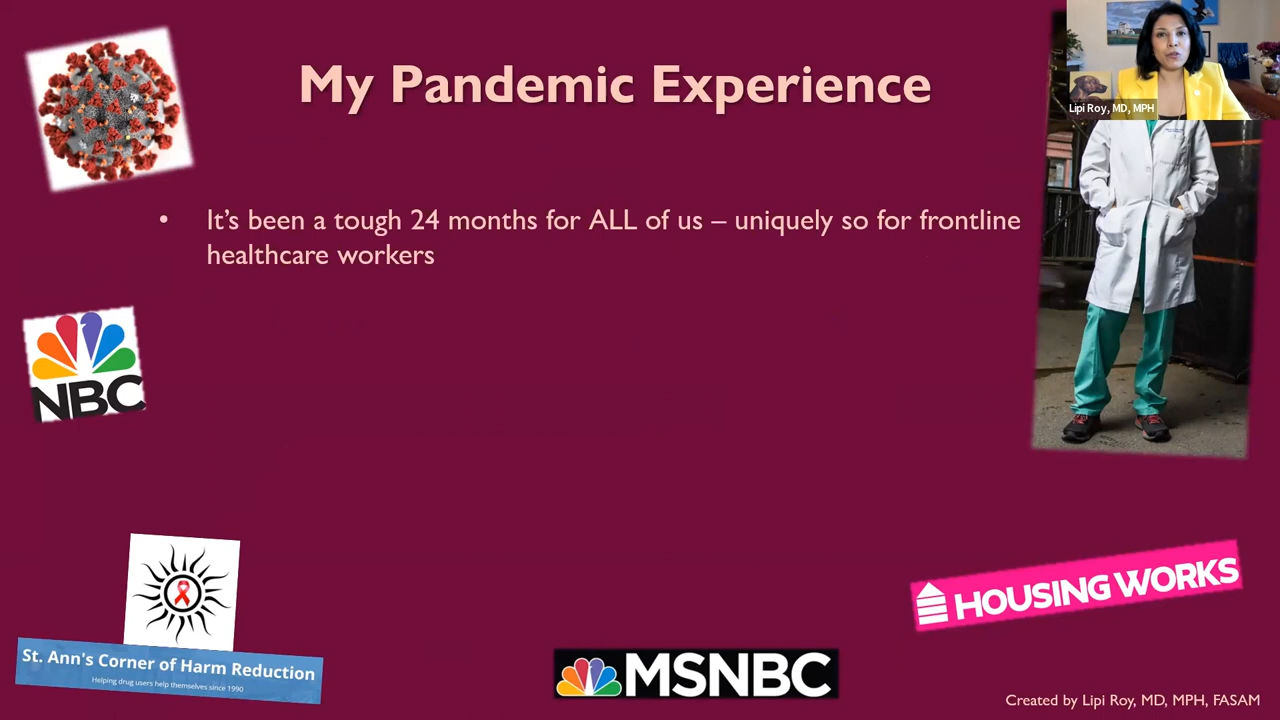 My Pandemic Experience
Lipi Roy, MD, MPH
• It's been a tough 24 months for ALL of us – uniquely so for frontline
healthcare workers
NBC
HOUSING WORKS
St. Ann's Corner of Harm Reduction
Helping drug users help themselves since 1990
MSNBC
Created by Lipi Roy, MD, MPH, FASAM